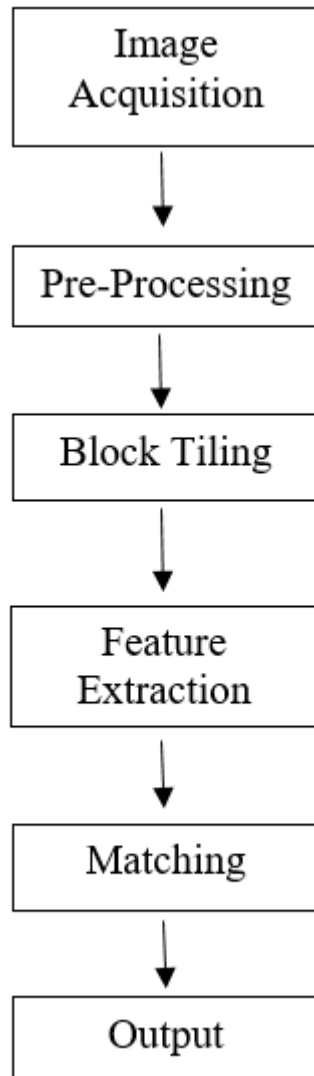 Image
Acquisition
Pre-Processing
Block Tiling
Feature
Extraction
Matching
Output